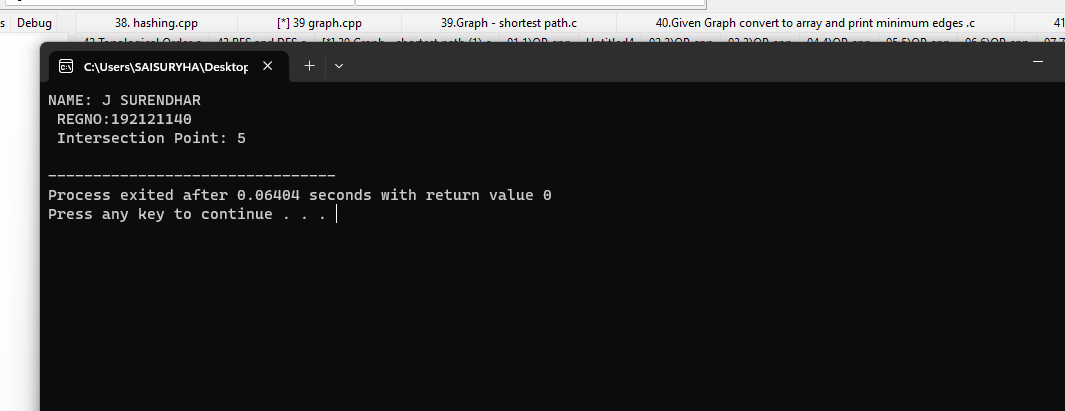 s Debug 38. hashing.cpp [*] 39 graph.cpp 39.Graph - shortest path.c 40.Given Graph convert to array and print minimum edges .c 41
C:\Users\SAISURYHA\Desktop
NAME: J SURENDHAR
REGNO:192121140
Intersection Point: 5
--------------------------------
Process exited after 0.06404 seconds with return value 0
Press any key to continue . . .